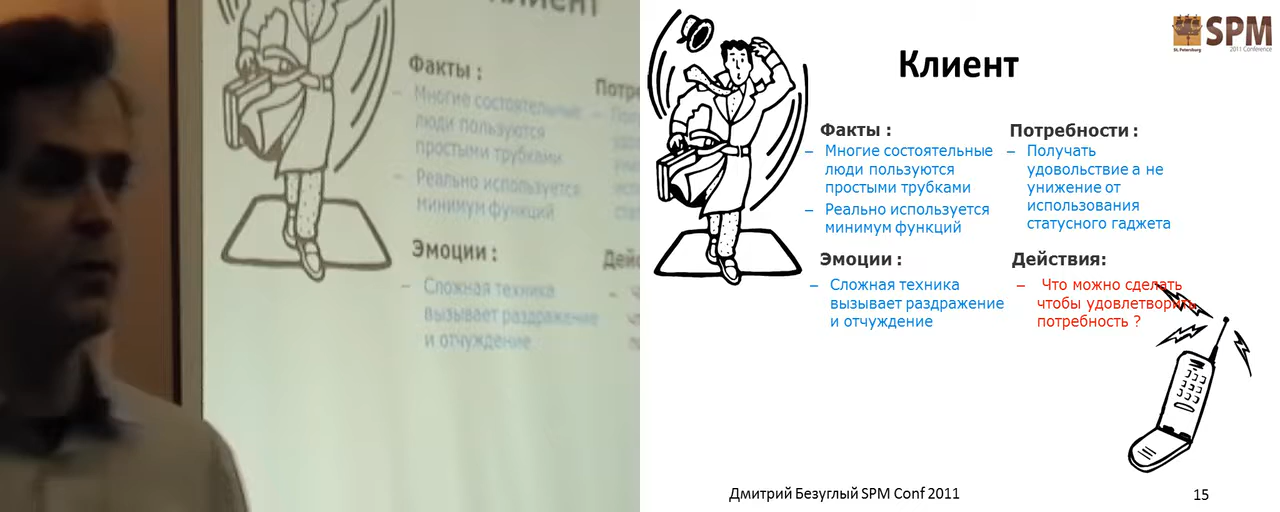 Клиент
Факты :
– Многие состоятельные
люди пользуются
простыми трубками
– Реально используется
минимум функций
Эмоции :
– Сложная техника
вызывает раздражение
и отчуждение
SPM
St. Petersburg
2011 Conference
Клиент
Факты :
– Многие состоятельные
люди пользуются
простыми трубками
– Реально используется
минимум функций
Потребности :
– Получать
удовольствие а не
унижение от
использования
статусного гаджета
Эмоции :
– Сложная техника
вызывает раздражение
и отчуждение
Действия:
– Что можно сделать
чтобы удовлетворить
потребность ?
Дмитрий Безуглый SPM Conf 2011
15